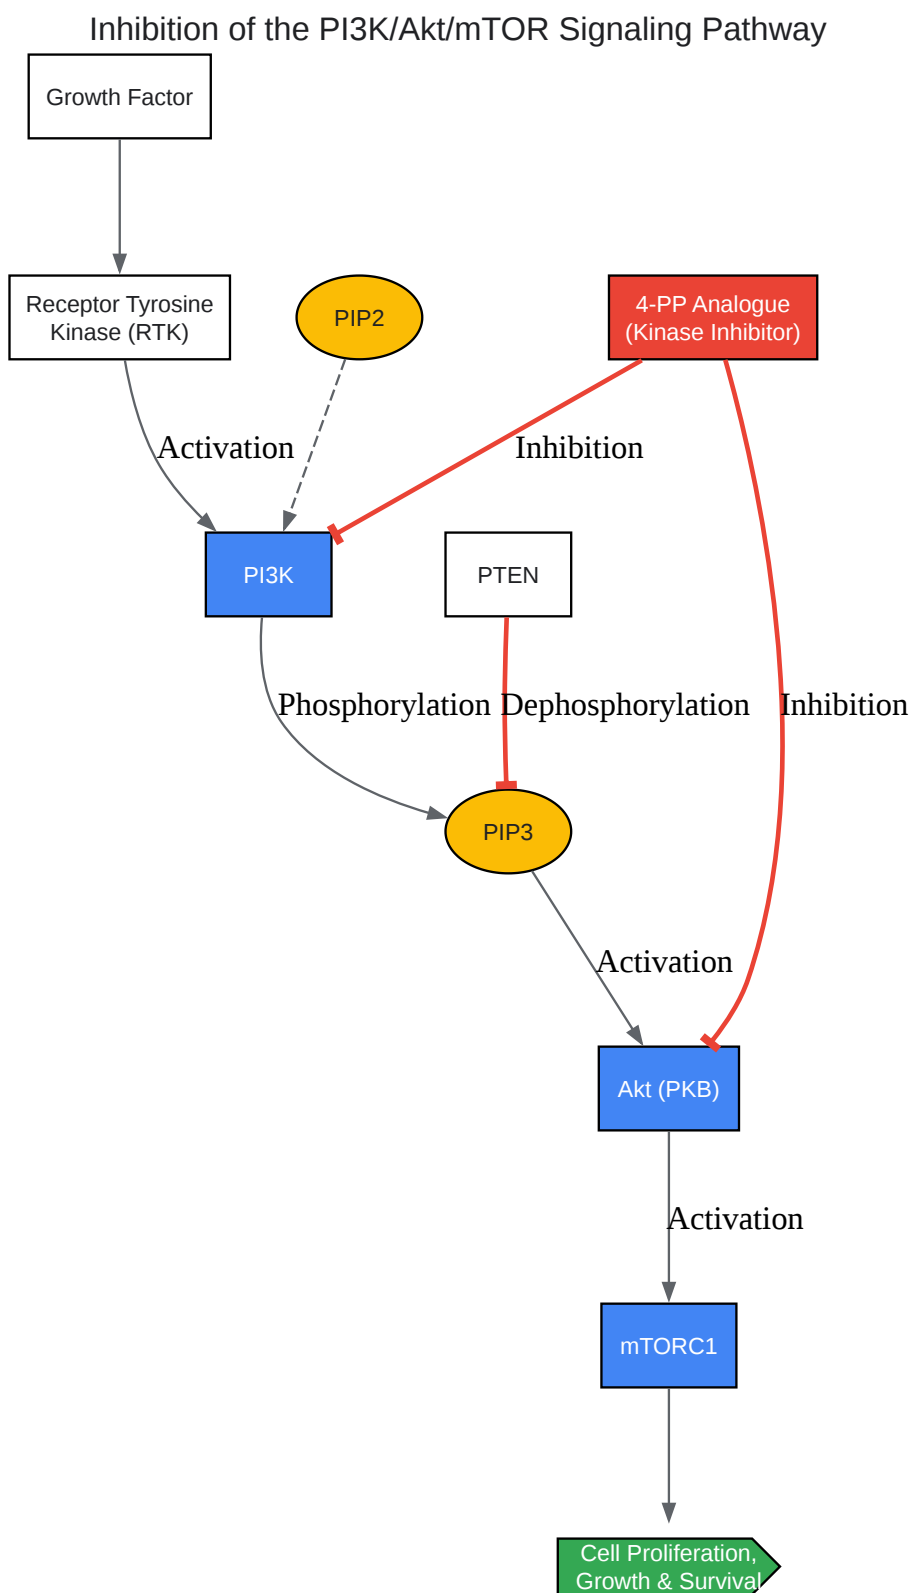 Inhibition of the PI3K/Akt/mTOR Signaling Pathway
Growth Factor
Receptor Tyrosine
Kinase (RTK)
PIP2
4-PP Analogue
(Kinase Inhibitor)
Activation
Inhibition
PI3K
PTEN
Phosphorylation
Dephosphorylation
Inhibition
PIP3
Activation
Akt (PKB)
Activation
mTORC1
Cell Proliferation,
Growth & Survival